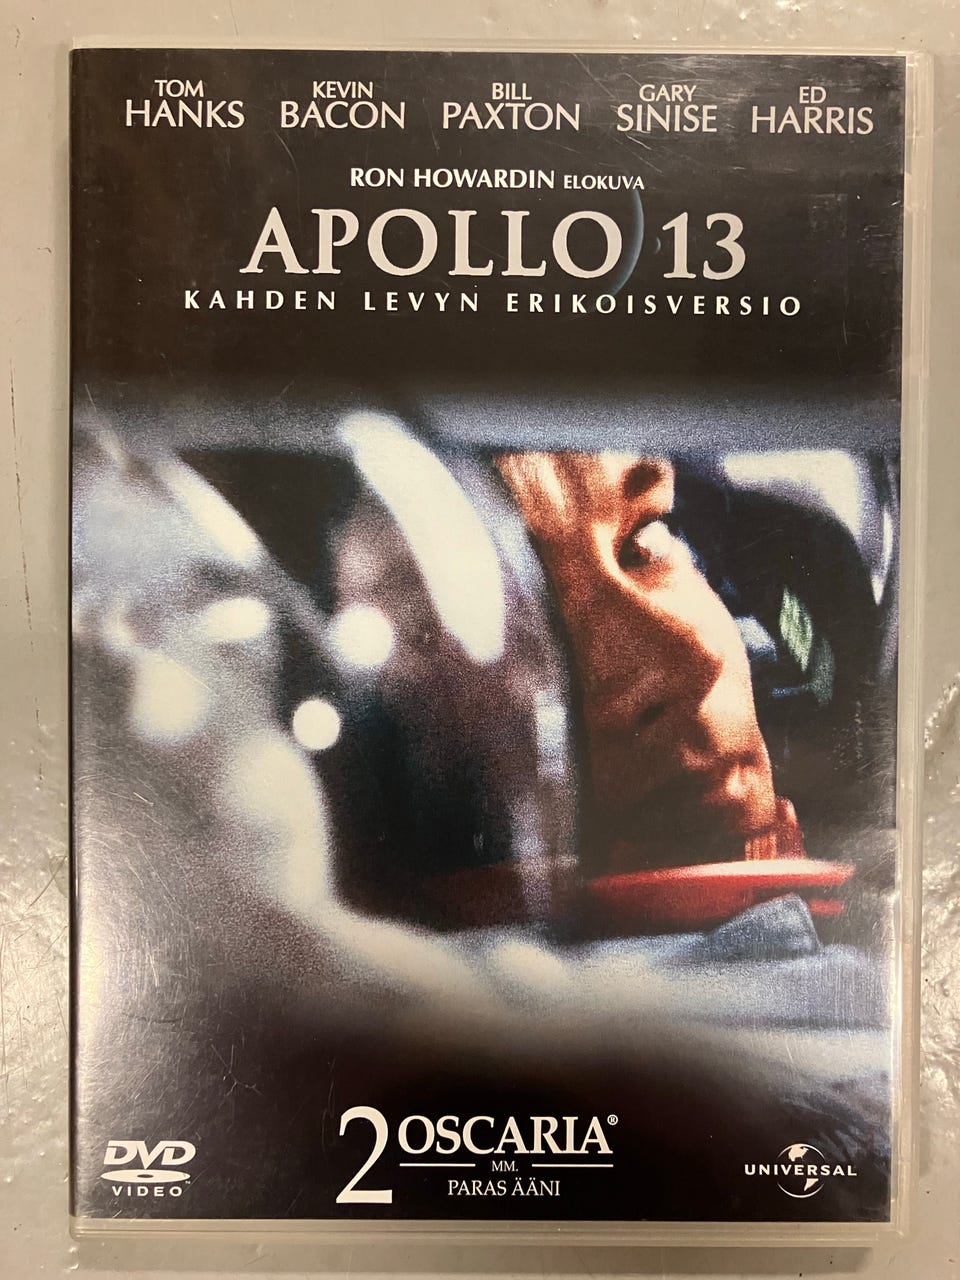 TOM HANKS KEVIN BACON BILL PAXTON GARY SINISE ED HARRIS
RON HOWARDIN ELOKUVA
APOLLO 13
KAHDEN LEVYN ERIKOISVERSIO
2 OSCARIA®
MM.
PARAS ÄÄNI
DVD
VIDEO™
UNIVERSAL